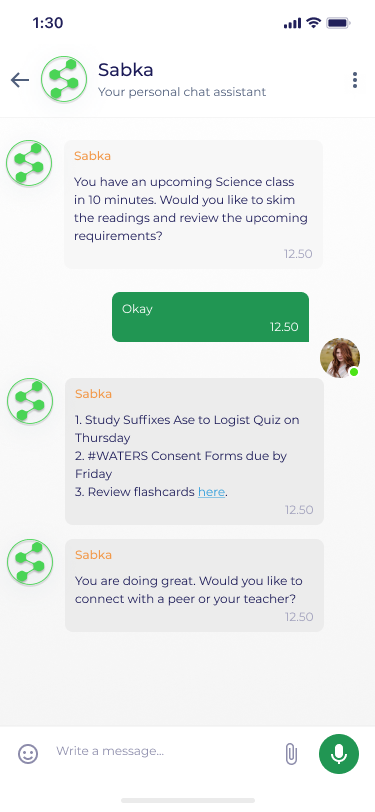 1:30
Sabka
Your personal chat assistant
Sabka
You have an upcoming Science class
in 10 minutes. Would you like to skim
the readings and review the upcoming
requirements?
12.50
Okay
12.50
Sabka
1. Study Suffixes Ase to Logist Quiz on
Thursday
2. #WATERS Consent Forms due by
Friday
3. Review flashcards here.
12.50
Sabka
You are doing great. Would you like to
connect with a peer or your teacher?
12.50
Write a message...